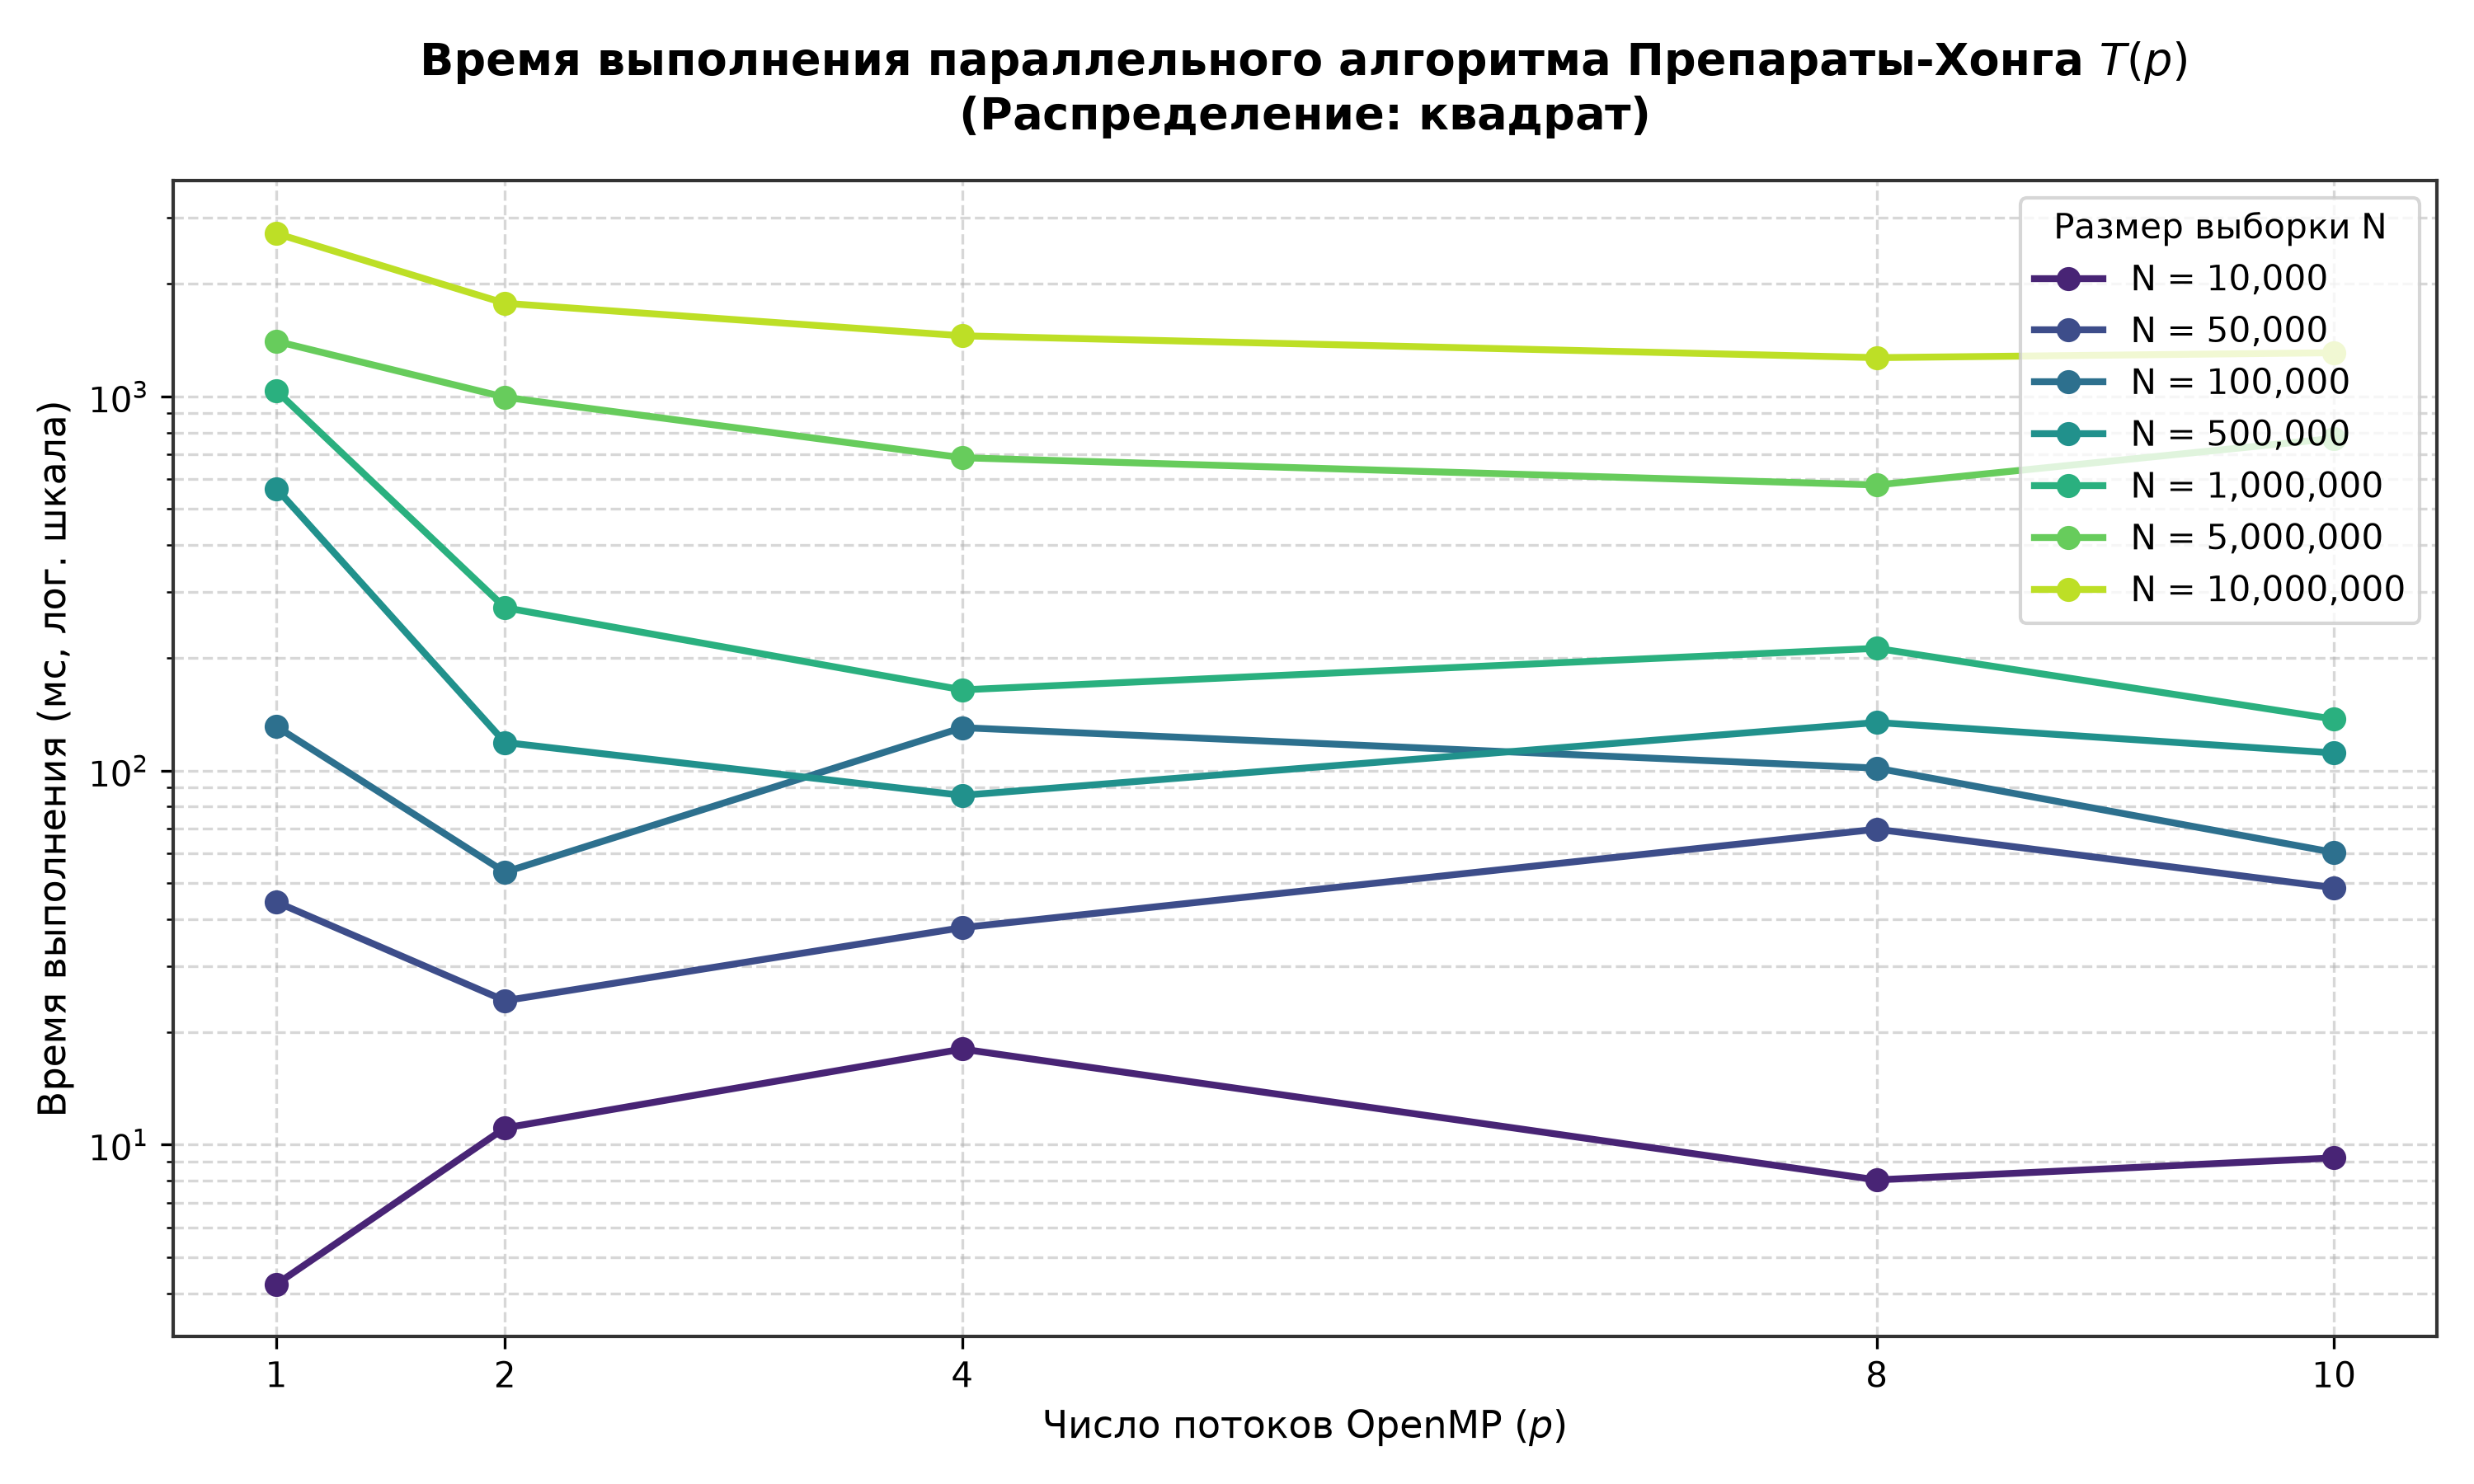 Время выполнения параллельного алгоритма Препараты-Хонга T(p)
(Распределение: квадрат)
Время выполнения (мс, лог. шкала)
10³
10²
10¹
Размер выборки N
N = 10,000
N = 50,000
N = 100,000
N = 500,000
N = 1,000,000
N = 5,000,000
N = 10,000,000
1 2 4 8 10
Число потоков OpenMP (p)